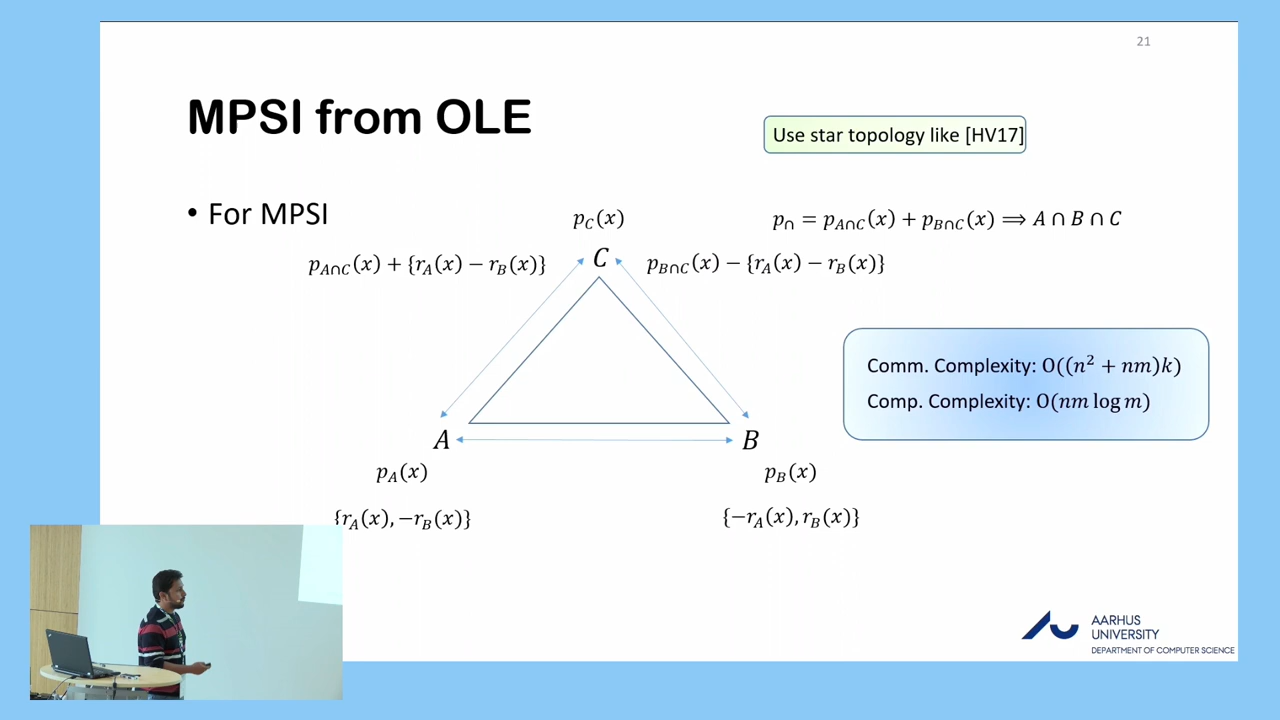 21
MPSI from OLE
Use star topology like [HV17]
• For MPSI
p_C(x)
p_∩ = p_{A∩C}(x) + p_{B∩C}(x) ⟹ A ∩ B ∩ C
p_{A∩C}(x) + {r_A(x) − r_B(x)}
C
p_{B∩C}(x) − {r_A(x) − r_B(x)}
Comm. Complexity: O((n² + nm)k)
Comp. Complexity: O(nm log m)
A
B
p_A(x)
p_B(x)
{r_A(x), −r_B(x)}
{−r_A(x), r_B(x)}
AARHUS
UNIVERSITY
DEPARTMENT OF COMPUTER SCIENCE